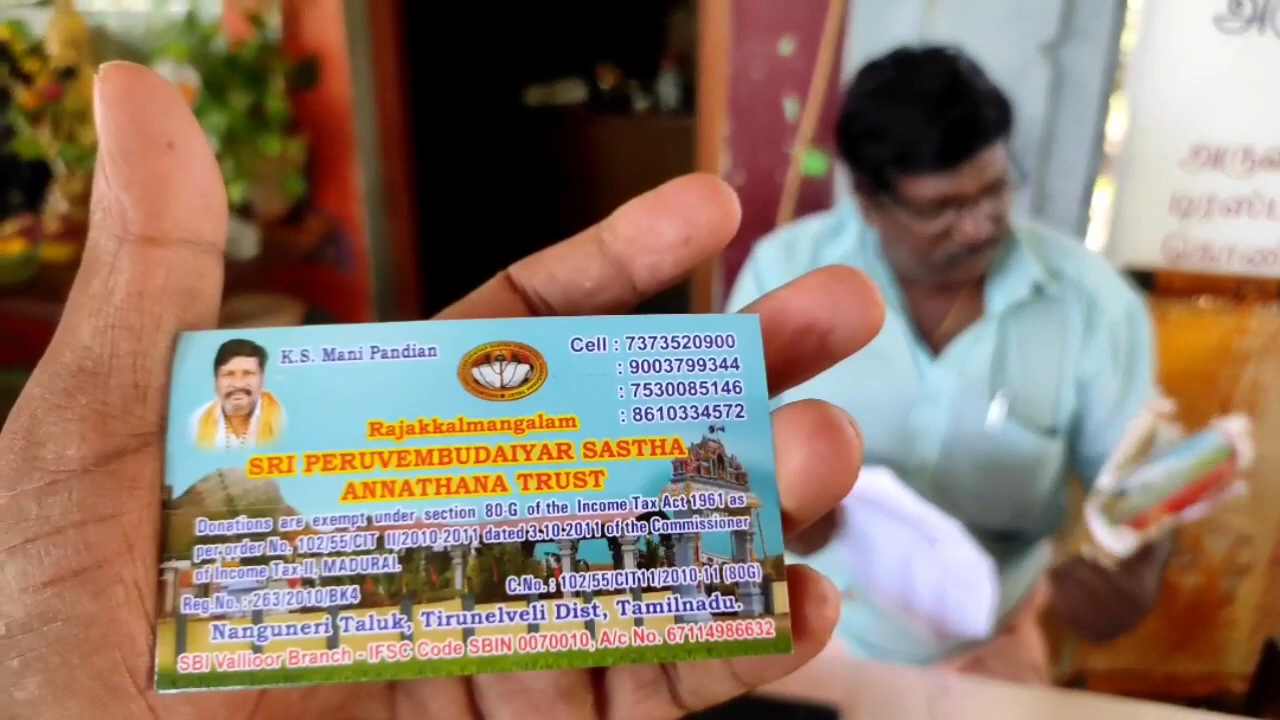 K.S. Mani Pandian
Cell : 7373520900
: 9003799344
: 7530085146
: 8610334572
Rajakkalmangalam
SRI PERUVEMBUDAIYAR SASTHA
ANNATHANA TRUST
Donations are exempt under section 80-G of the Income Tax Act 1961 as
per order No. 102/55/CIT II/2010-2011 dated 3.10.2011 of the Commissioner
of Income Tax-II, MADURAI.
Reg.No. : 263/2010/BK4
C.No. : 102/55/CIT11/2010-11 (80G)
Nanguneri Taluk, Tirunelveli Dist, Tamilnadu.
SBI Vallioor Branch - IFSC Code SBIN 0070010, A/c No. 67114986632